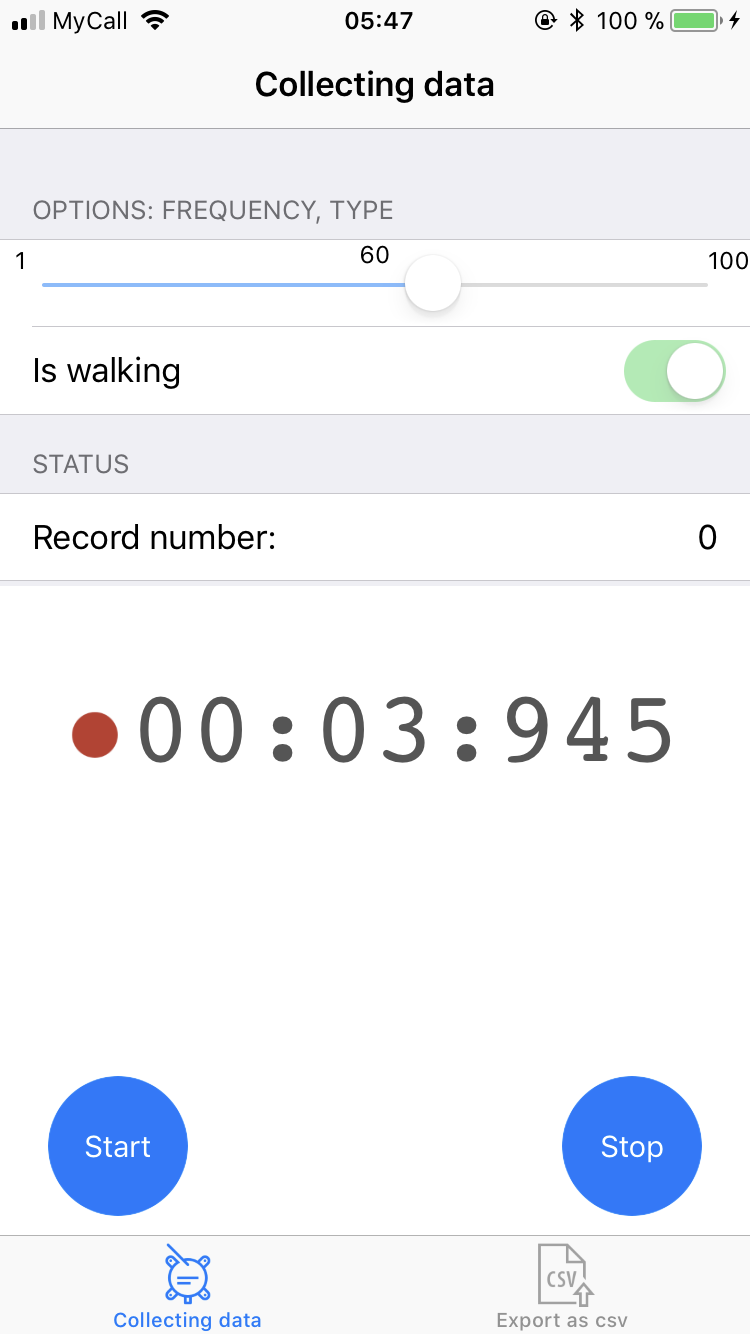 MyCall 05:47 100 %
Collecting data
OPTIONS: FREQUENCY, TYPE
1 60 100
Is walking
STATUS
Record number: 0
00:03:945
Start Stop
CSV
Collecting data Export as csv